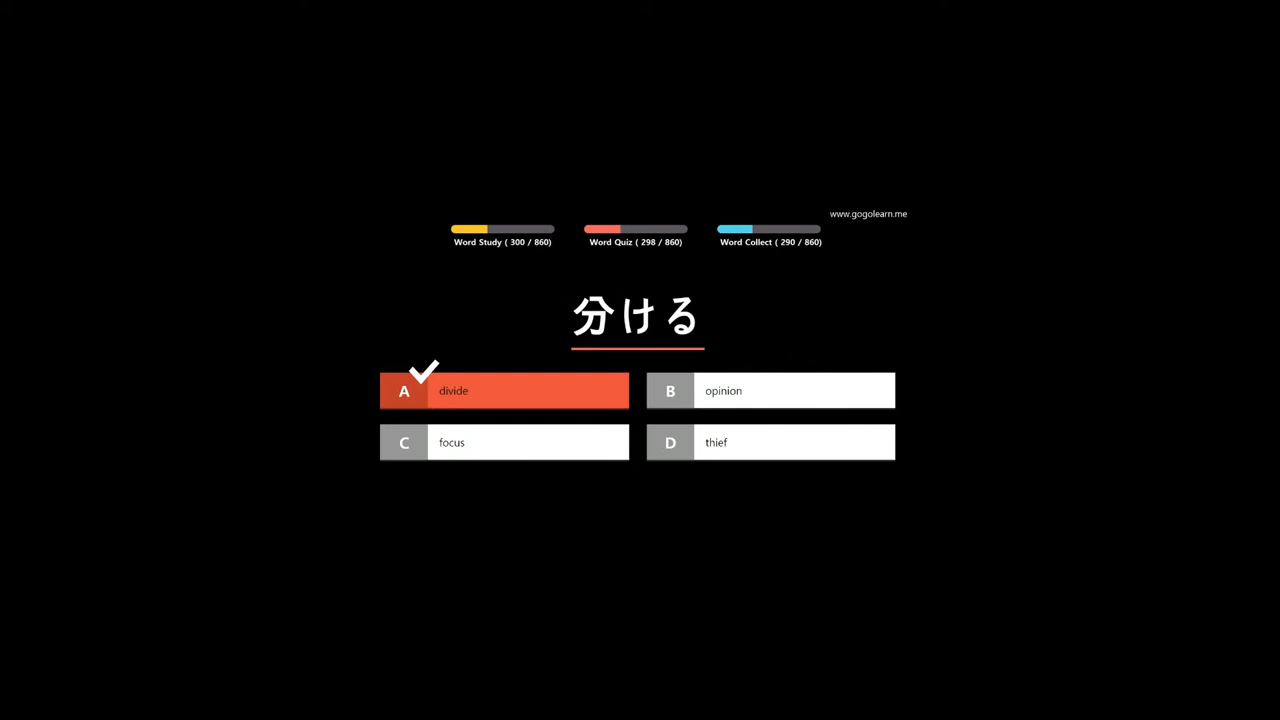 www.gogolearn.me
Word Study ( 300 / 860)
Word Quiz ( 298 / 860)
Word Collect ( 290 / 860)
分ける
A divide
B opinion
C focus
D thief